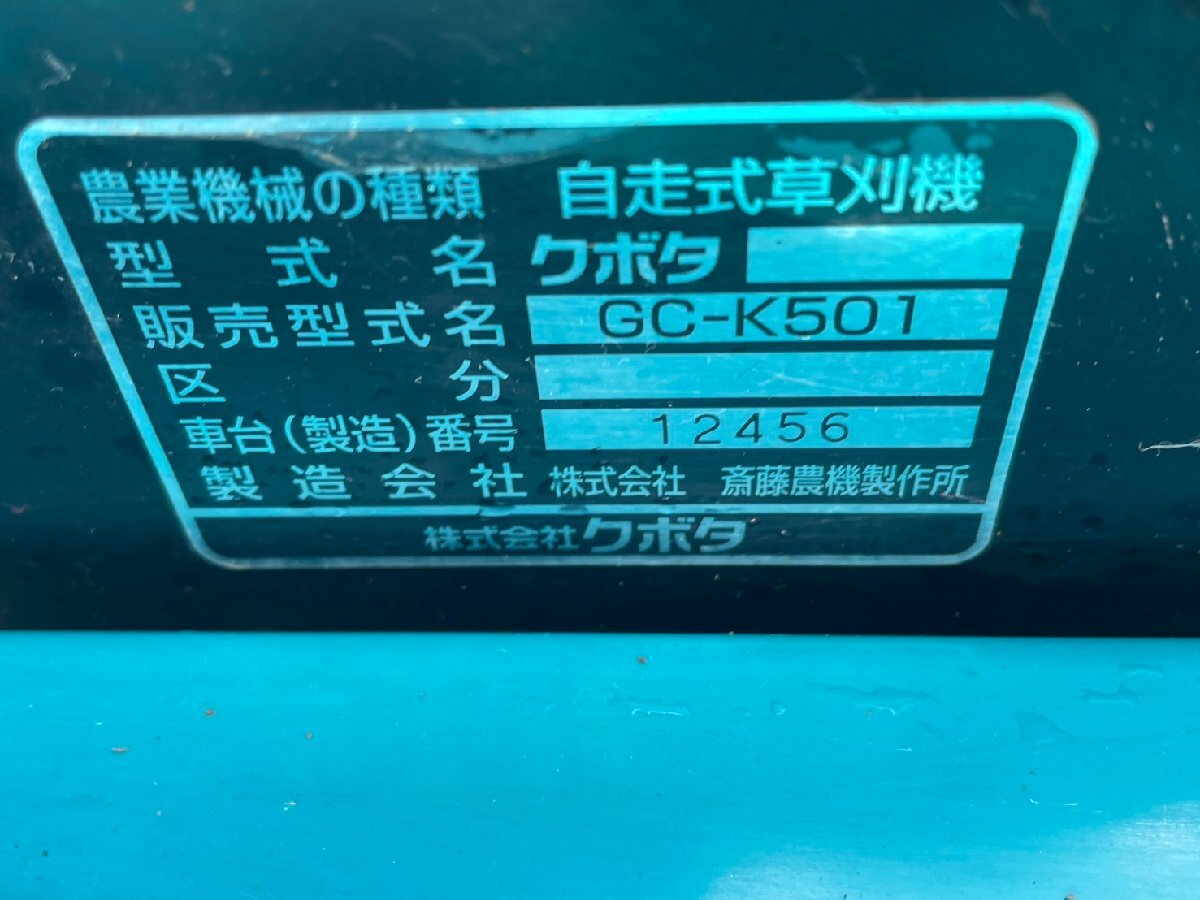 農業機械の種類 自走式草刈機
型式名 クボタ
販売型式名 GC-K501
区分
車台(製造)番号 12456
製造会社 株式会社 斎藤農機製作所
株式会社クボタ